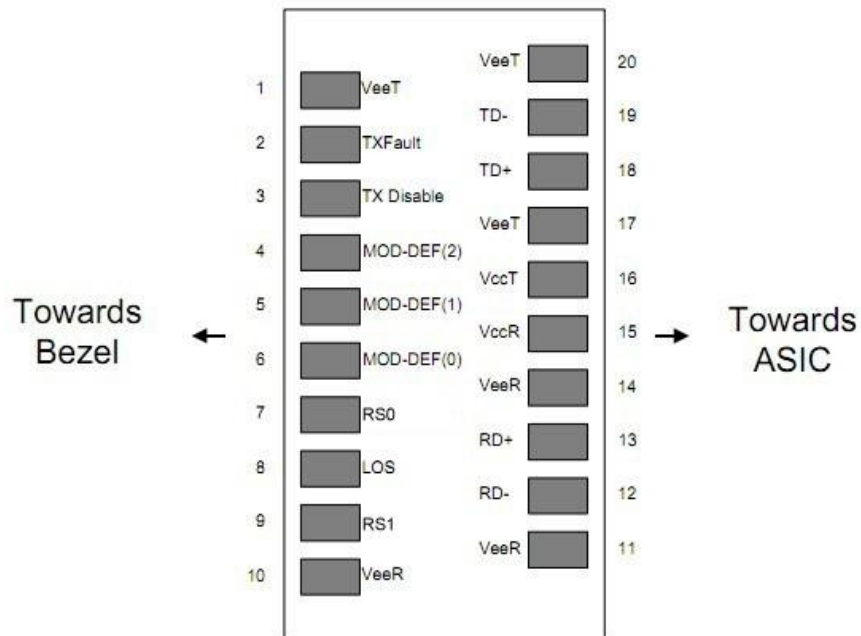 1 VeeT
2 TXFault
3 TX Disable
4 MOD-DEF(2)
5 MOD-DEF(1)
6 MOD-DEF(0)
7 RS0
8 LOS
9 RS1
10 VeeR
VeeT 20
TD- 19
TD+ 18
VeeT 17
VccT 16
VccR 15
VeeR 14
RD+ 13
RD- 12
VeeR 11
Towards
Bezel
Towards
ASIC